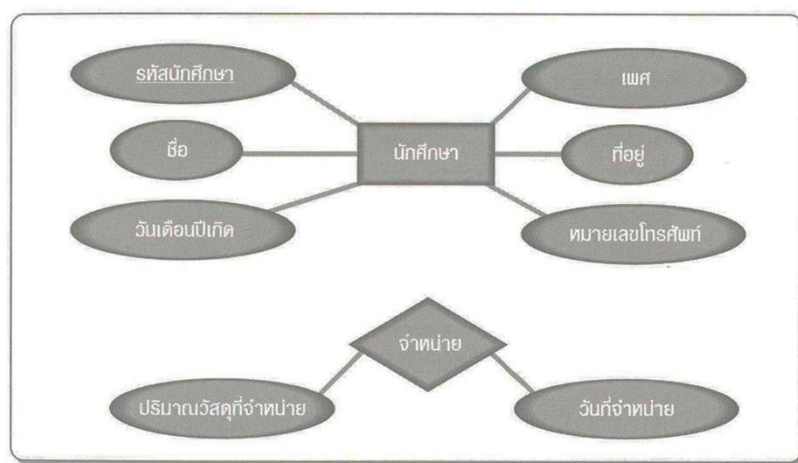 รหัสนักศึกษา
เพศ
ชื่อ
นักศึกษา
ที่อยู่
วันเดือนปีเกิด
หมายเลขโทรศัพท์
จำหน่าย
ปริมาณวัสดุที่จำหน่าย
วันที่จำหน่าย